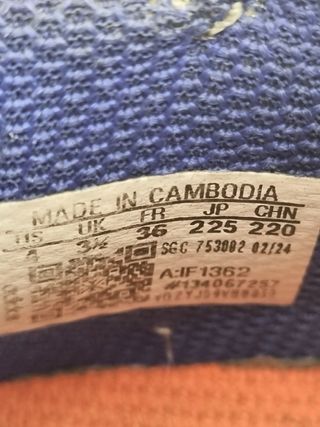 MADE IN CAMBODIA
US UK FR JP CHN
4 3½ 36 225 220
SGC 753002 02/24
A:IF1362
#134067257